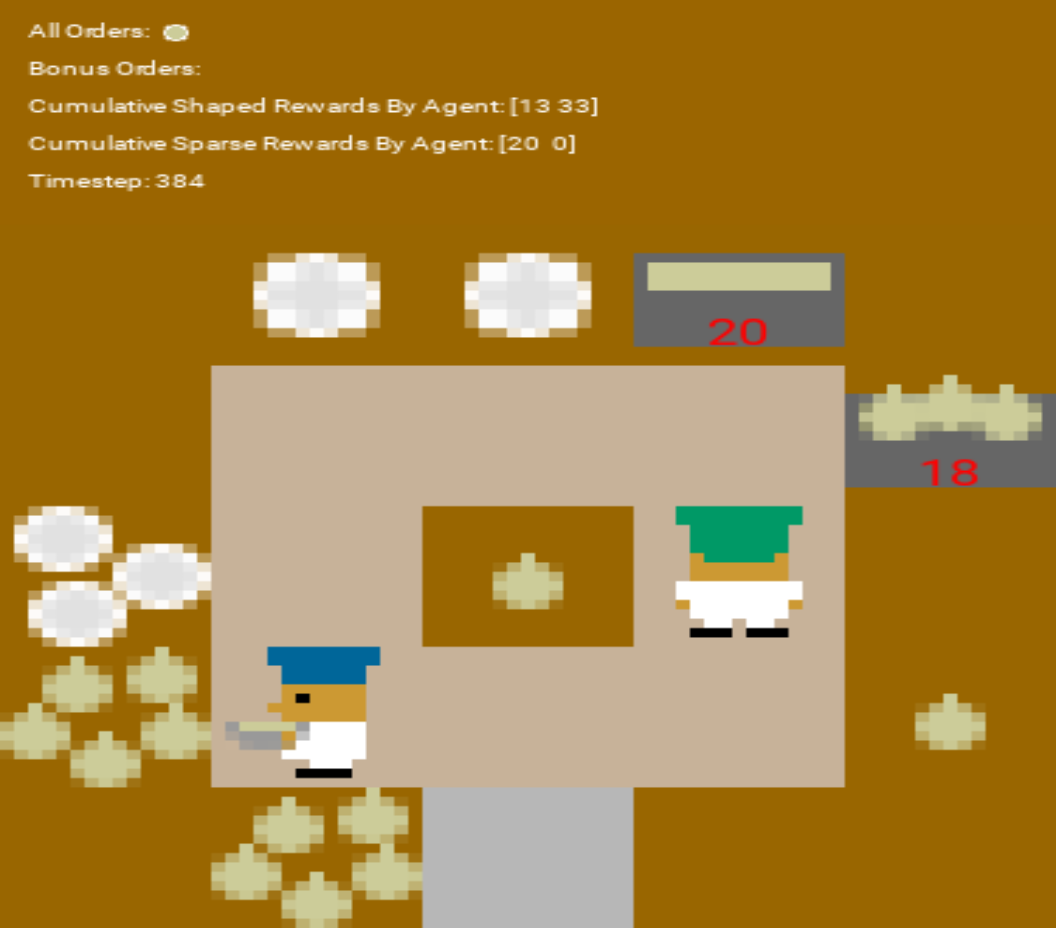 All Orders:
Bonus Orders:
Cumulative Shaped Rewards By Agent: [13 33]
Cumulative Sparse Rewards By Agent: [20  0]
Timestep: 384
20
18